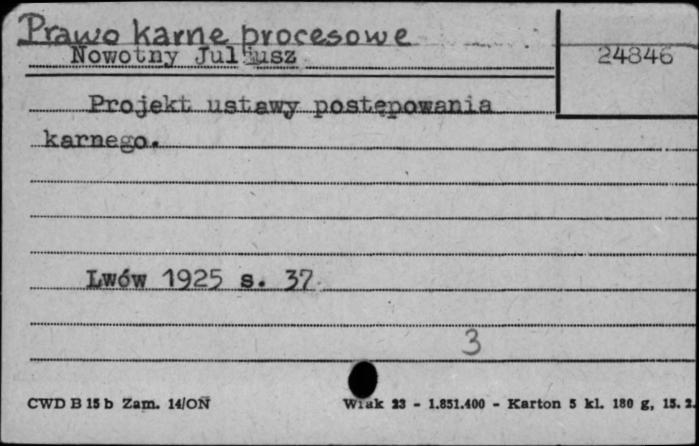 Prawo karne procesowe
Nowotny Juliusz
24846
Projekt ustawy postępowania
karnego.
Lwów 1925 s. 37
3
CWD B 15 b Zam. 14/ON
Wlak 23 - 1.851.400 - Karton 5 kl. 180 g, 15. 2.